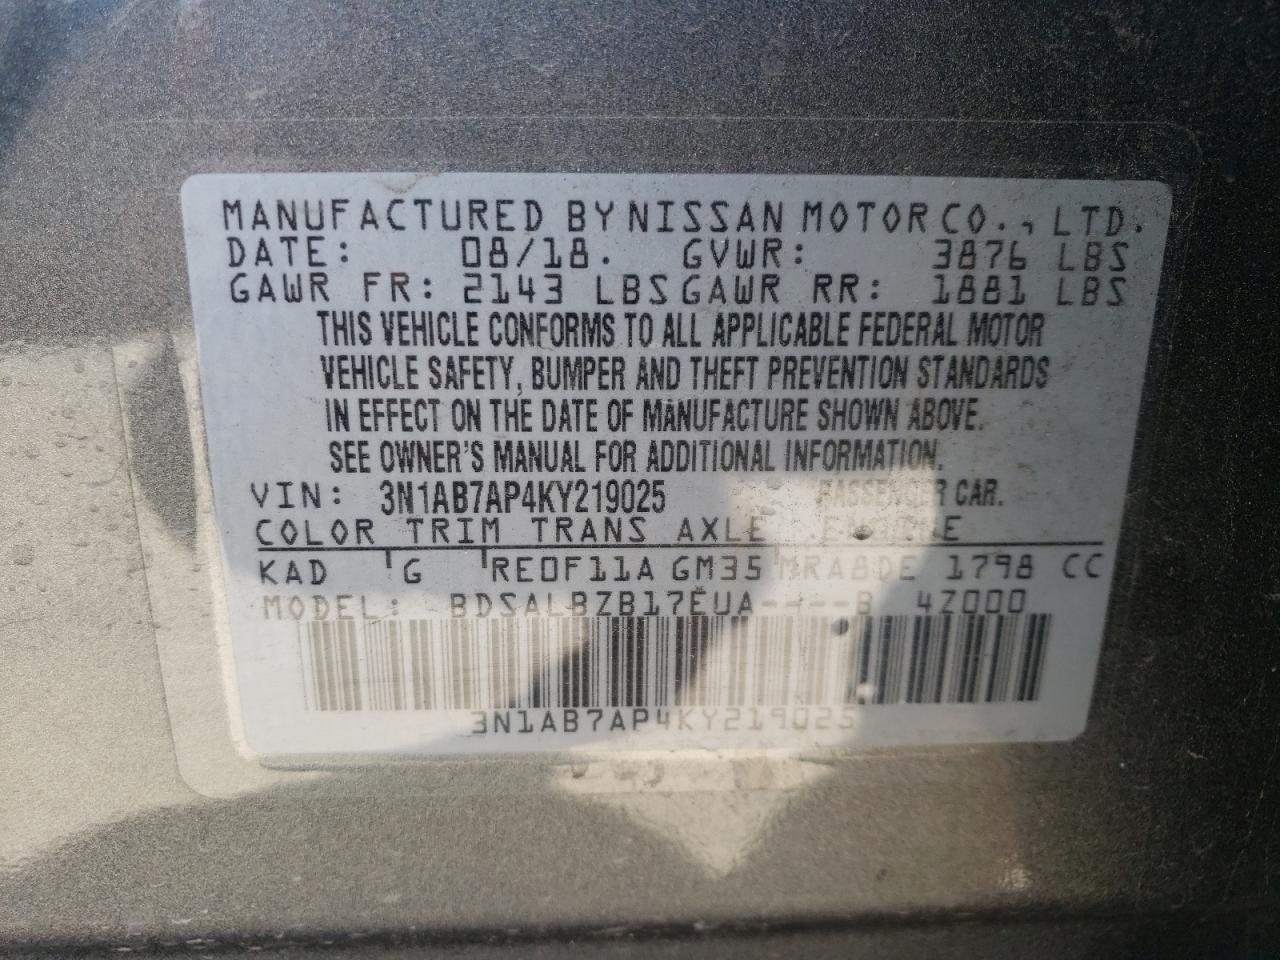 MANUFACTURED BY NISSAN MOTOR CO., LTD.
DATE: 08/18. GVWR: 3876 LBS
GAWR FR: 2143 LBS GAWR RR: 1881 LBS
THIS VEHICLE CONFORMS TO ALL APPLICABLE FEDERAL MOTOR
VEHICLE SAFETY, BUMPER AND THEFT PREVENTION STANDARDS
IN EFFECT ON THE DATE OF MANUFACTURE SHOWN ABOVE.
SEE OWNER'S MANUAL FOR ADDITIONAL INFORMATION.
VIN: 3N1AB7AP4KY219025 PASSENGER CAR.
COLOR TRIM TRANS AXLE ENGINE
KAD G RE0F11A GM35 MRA8DE 1798 CC
MODEL: BDSALBZB17EUA----B 4Z000
3N1AB7AP4KY219025